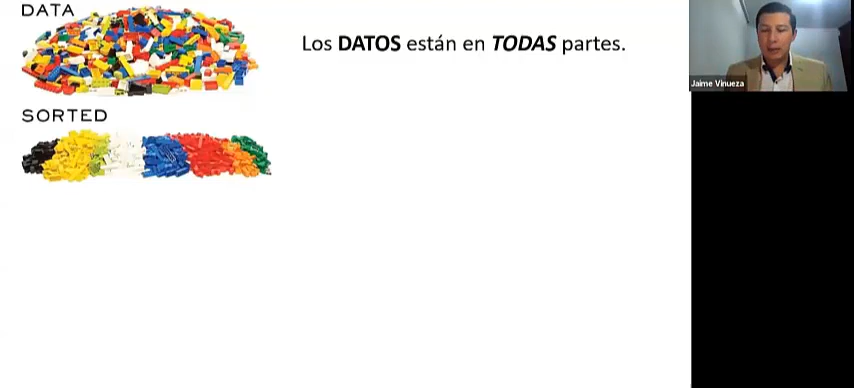 DATA
Los DATOS están en TODAS partes.
Jaime Vinueza
SORTED